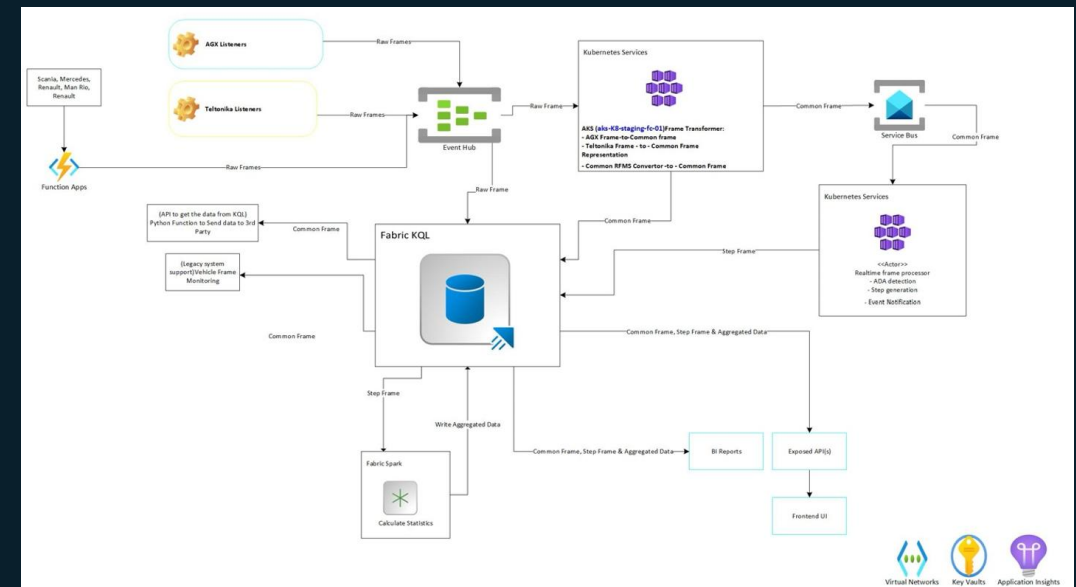 AGX Listeners
Raw Frames
Scania, Mercedes,
Renault, Man Rio,
Renault
Teltonika Listeners
Raw Frames
Function Apps
Raw Frames
Event Hub
Raw Frame
Kubernetes Services
AKS (aks-K8-staging-fc-01)Frame Transformer:
- AGX Frame-to-Common frame
- Teltonika Frame - to - Common Frame
Representation
- Common RFMS Convertor -to - Common Frame
Common Frame
Service Bus
Common Frame
Raw Frame
Common Frame
Kubernetes Services
<<Actor>>
Realtime frame processor
- ADA detection
- Step generation
- Event Notification
Step Frame
(API to get the data from KQL)
Python Function to Send data to 3rd
Party
Common Frame
(Legacy system
support)Vehicle Frame
Monitoring
Common Frame
Fabric KQL
Common Frame, Step Frame & Aggregated Data
Step Frame
Write Aggregated Data
Common Frame, Step Frame & Aggregated Data
BI Reports
Exposed API(s)
Fabric Spark
Calculate Statistics
Frontend UI
Virtual Networks
Key Vaults
Application Insights